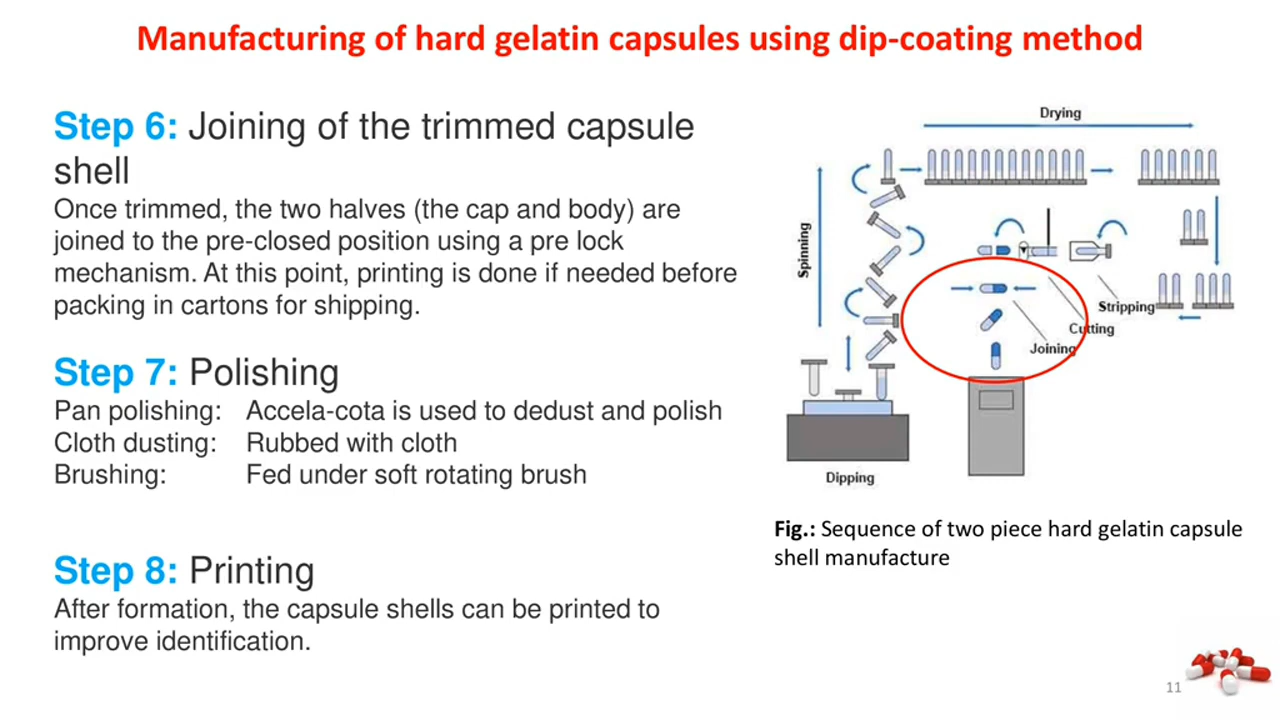 Manufacturing of hard gelatin capsules using dip-coating method
Step 6: Joining of the trimmed capsule
shell
Once trimmed, the two halves (the cap and body) are
joined to the pre-closed position using a pre lock
mechanism. At this point, printing is done if needed before
packing in cartons for shipping.
Step 7: Polishing
Pan polishing: Accela-cota is used to dedust and polish
Cloth dusting: Rubbed with cloth
Brushing: Fed under soft rotating brush
Step 8: Printing
After formation, the capsule shells can be printed to
improve identification.
Drying
Spinning
Stripping
Cutting
Joining
Dipping
Fig.: Sequence of two piece hard gelatin capsule
shell manufacture
11